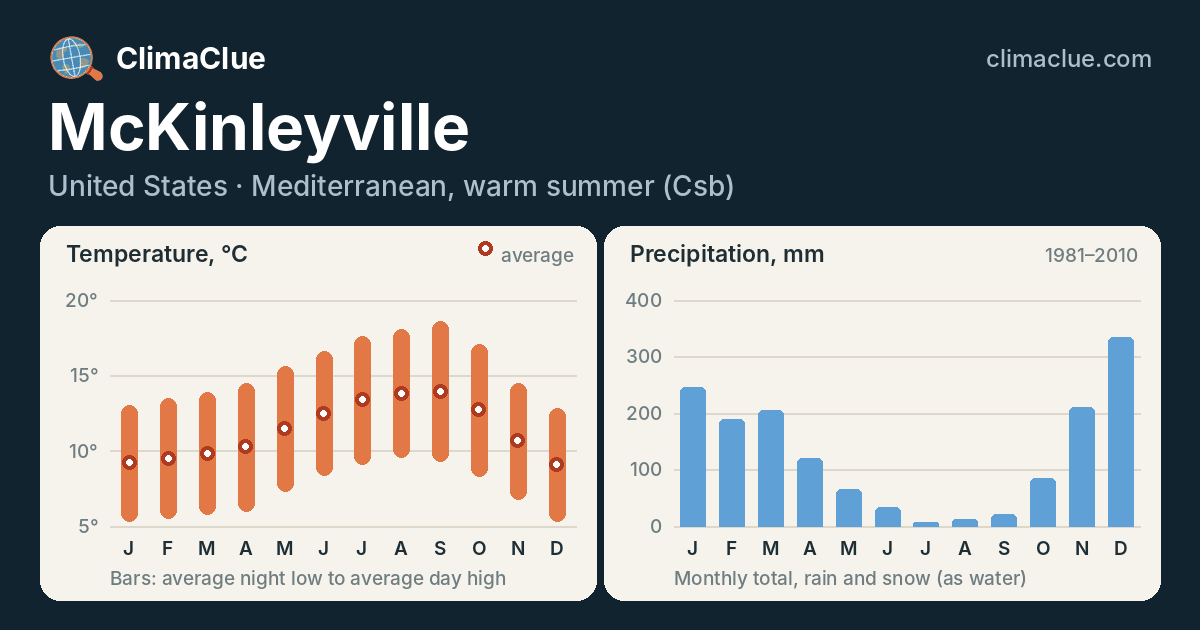 ClimaClue
climaclue.com
McKinleyville
United States · Mediterranean, warm summer (Csb)
Temperature, °C
average
20°
15°
10°
5°
J F M A M J J A S O N D
Bars: average night low to average day high
Precipitation, mm
1981–2010
400
300
200
100
0
J F M A M J J A S O N D
Monthly total, rain and snow (as water)